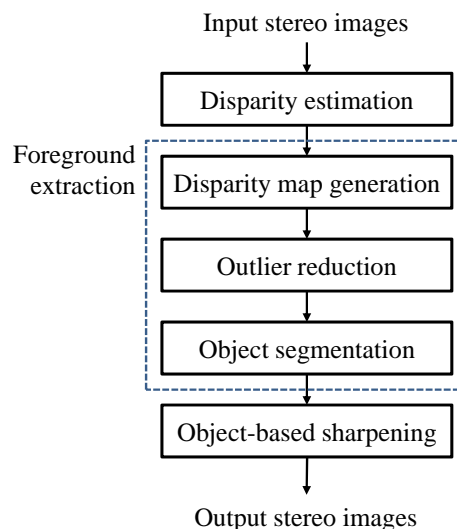 Input stereo images
Disparity estimation
Foreground
extraction
Disparity map generation
Outlier reduction
Object segmentation
Object-based sharpening
Output stereo images